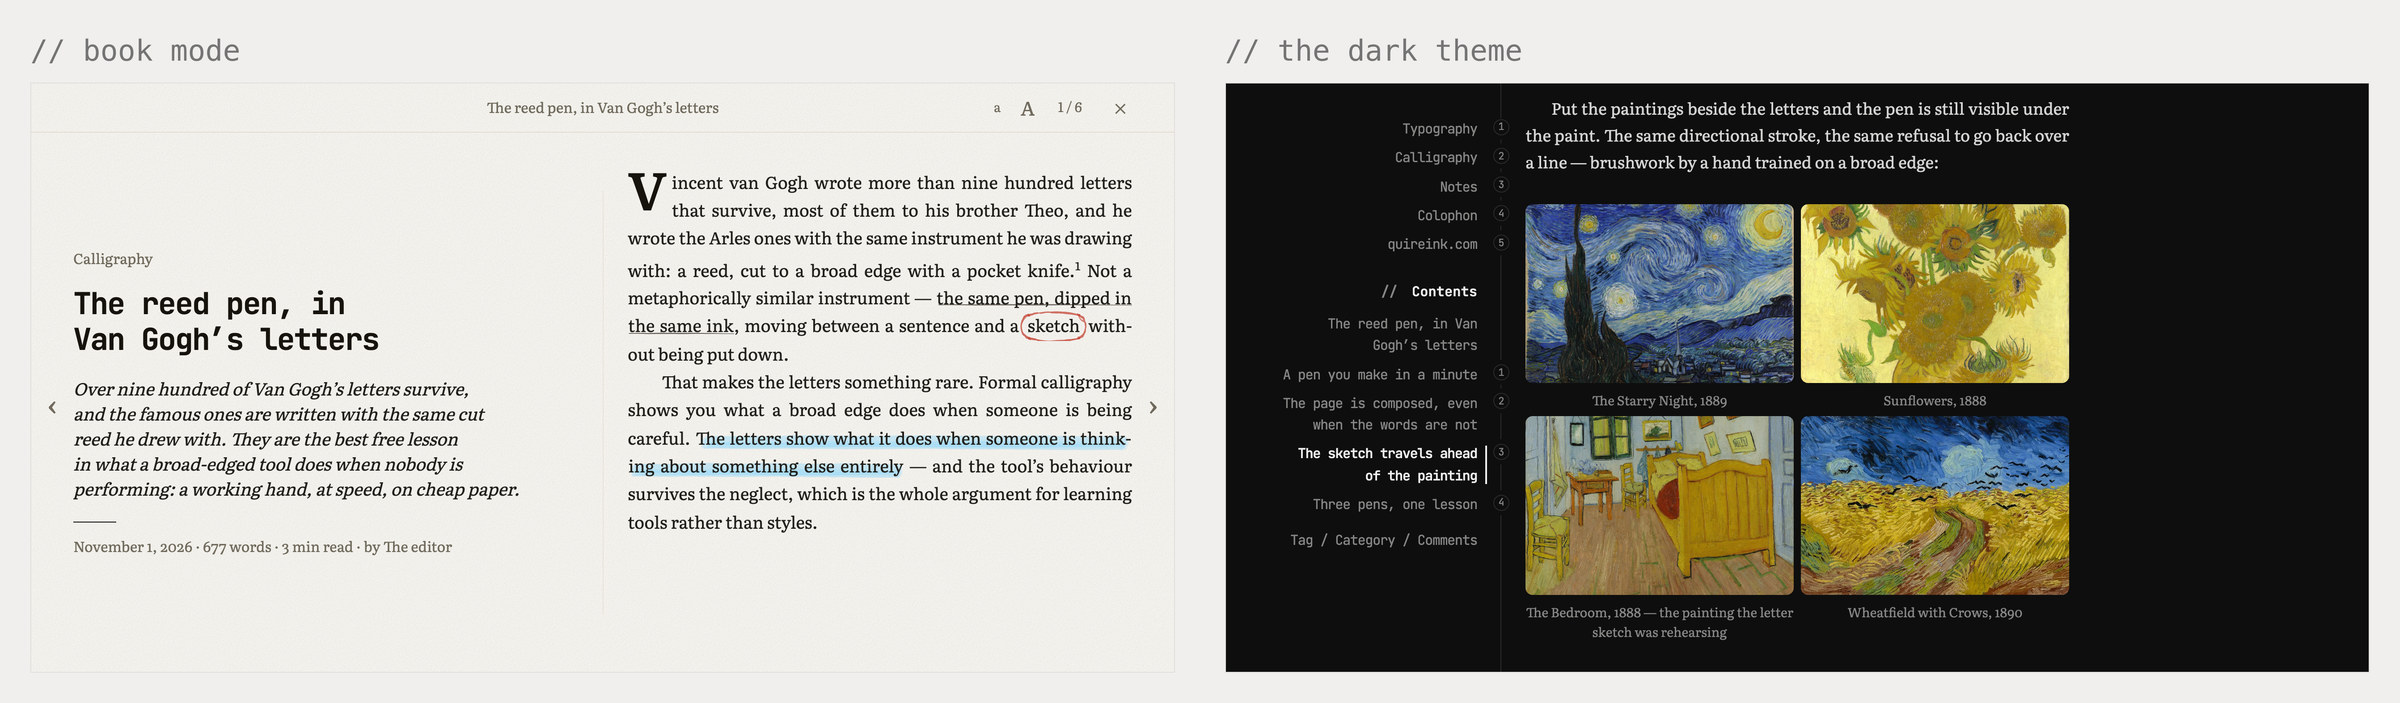 // book mode
The reed pen, in Van Gogh’s letters
a A 1/6 ×
Calligraphy
The reed pen, in
Van Gogh’s letters
Over nine hundred of Van Gogh’s letters survive,
and the famous ones are written with the same cut
reed he drew with. They are the best free lesson
in what a broad-edged tool does when nobody is
performing: a working hand, at speed, on cheap paper.
November 1, 2026 · 677 words · 3 min read · by The editor
Vincent van Gogh wrote more than nine hundred letters
that survive, most of them to his brother Theo, and he
wrote the Arles ones with the same instrument he was drawing
with: a reed, cut to a broad edge with a pocket knife.¹ Not a
metaphorically similar instrument — the same pen, dipped in
the same ink, moving between a sentence and a sketch with-
out being put down.
That makes the letters something rare. Formal calligraphy
shows you what a broad edge does when someone is being
careful. The letters show what it does when someone is think-
ing about something else entirely — and the tool’s behaviour
survives the neglect, which is the whole argument for learning
tools rather than styles.
// the dark theme
Typography 1
Calligraphy 2
Notes 3
Colophon 4
quireink.com 5
// Contents
The reed pen, in Van
Gogh’s letters
A pen you make in a minute 1
The page is composed, even 2
when the words are not
The sketch travels ahead 3
of the painting
Three pens, one lesson 4
Tag / Category / Comments
Put the paintings beside the letters and the pen is still visible under
the paint. The same directional stroke, the same refusal to go back over
a line — brushwork by a hand trained on a broad edge:
The Starry Night, 1889
Sunflowers, 1888
The Bedroom, 1888 — the painting the letter
sketch was rehearsing
Wheatfield with Crows, 1890